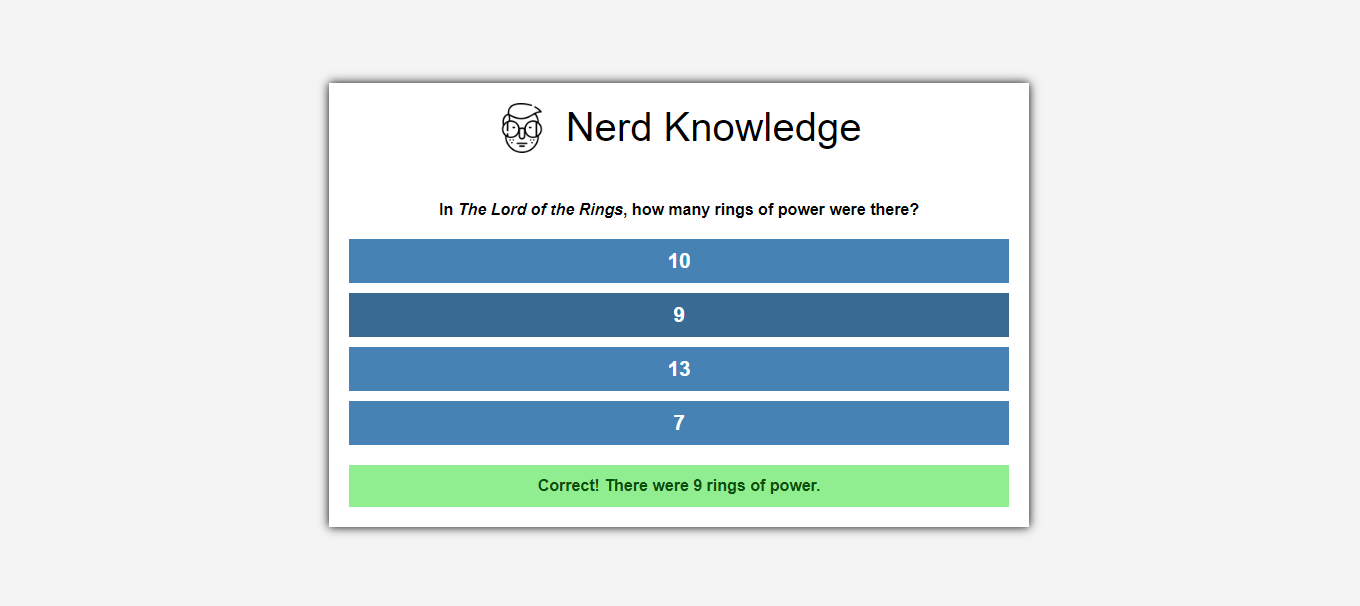 Nerd Knowledge
In The Lord of the Rings, how many rings of power were there?
10
9
13
7
Correct! There were 9 rings of power.